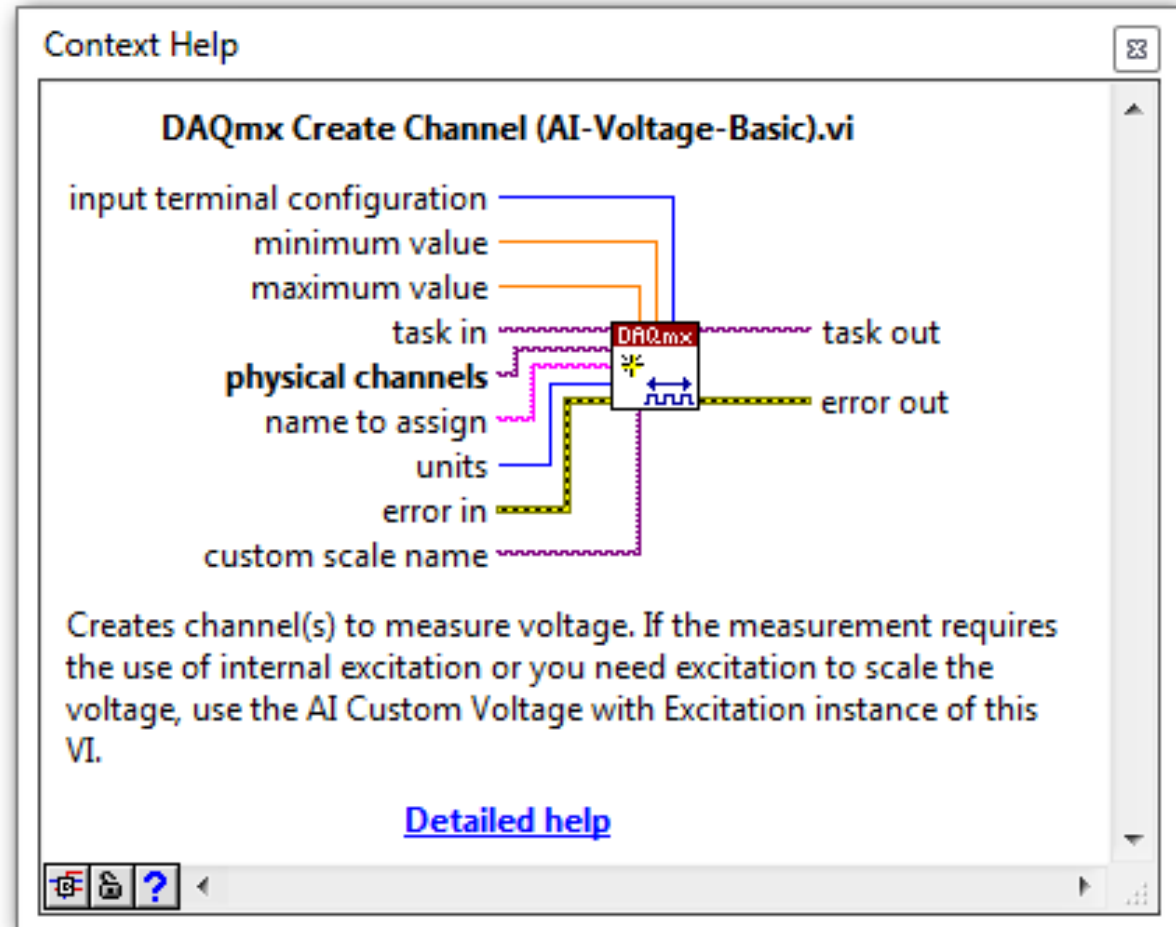 Context Help
DAQmx Create Channel (AI-Voltage-Basic).vi
input terminal configuration
minimum value
maximum value
task in
DAQmx
task out
physical channels
name to assign
error out
units
error in
custom scale name
Creates channel(s) to measure voltage. If the measurement requires
the use of internal excitation or you need excitation to scale the
voltage, use the AI Custom Voltage with Excitation instance of this
VI.
Detailed help
?